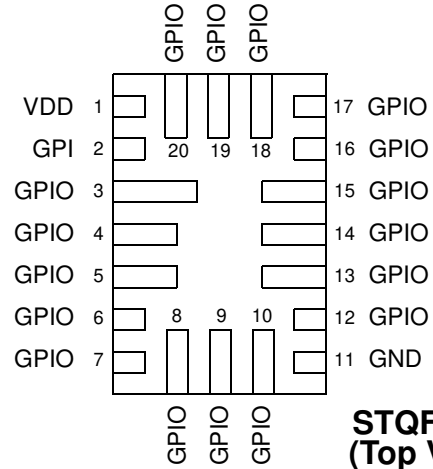 GPIO GPIO GPIO
VDD 1 17 GPIO
GPI 2 20 19 18 16 GPIO
GPIO 3 15 GPIO
GPIO 4 14 GPIO
GPIO 5 13 GPIO
GPIO 6 8 9 10 12 GPIO
GPIO 7 11 GND
GPIO GPIO GPIO
(Top